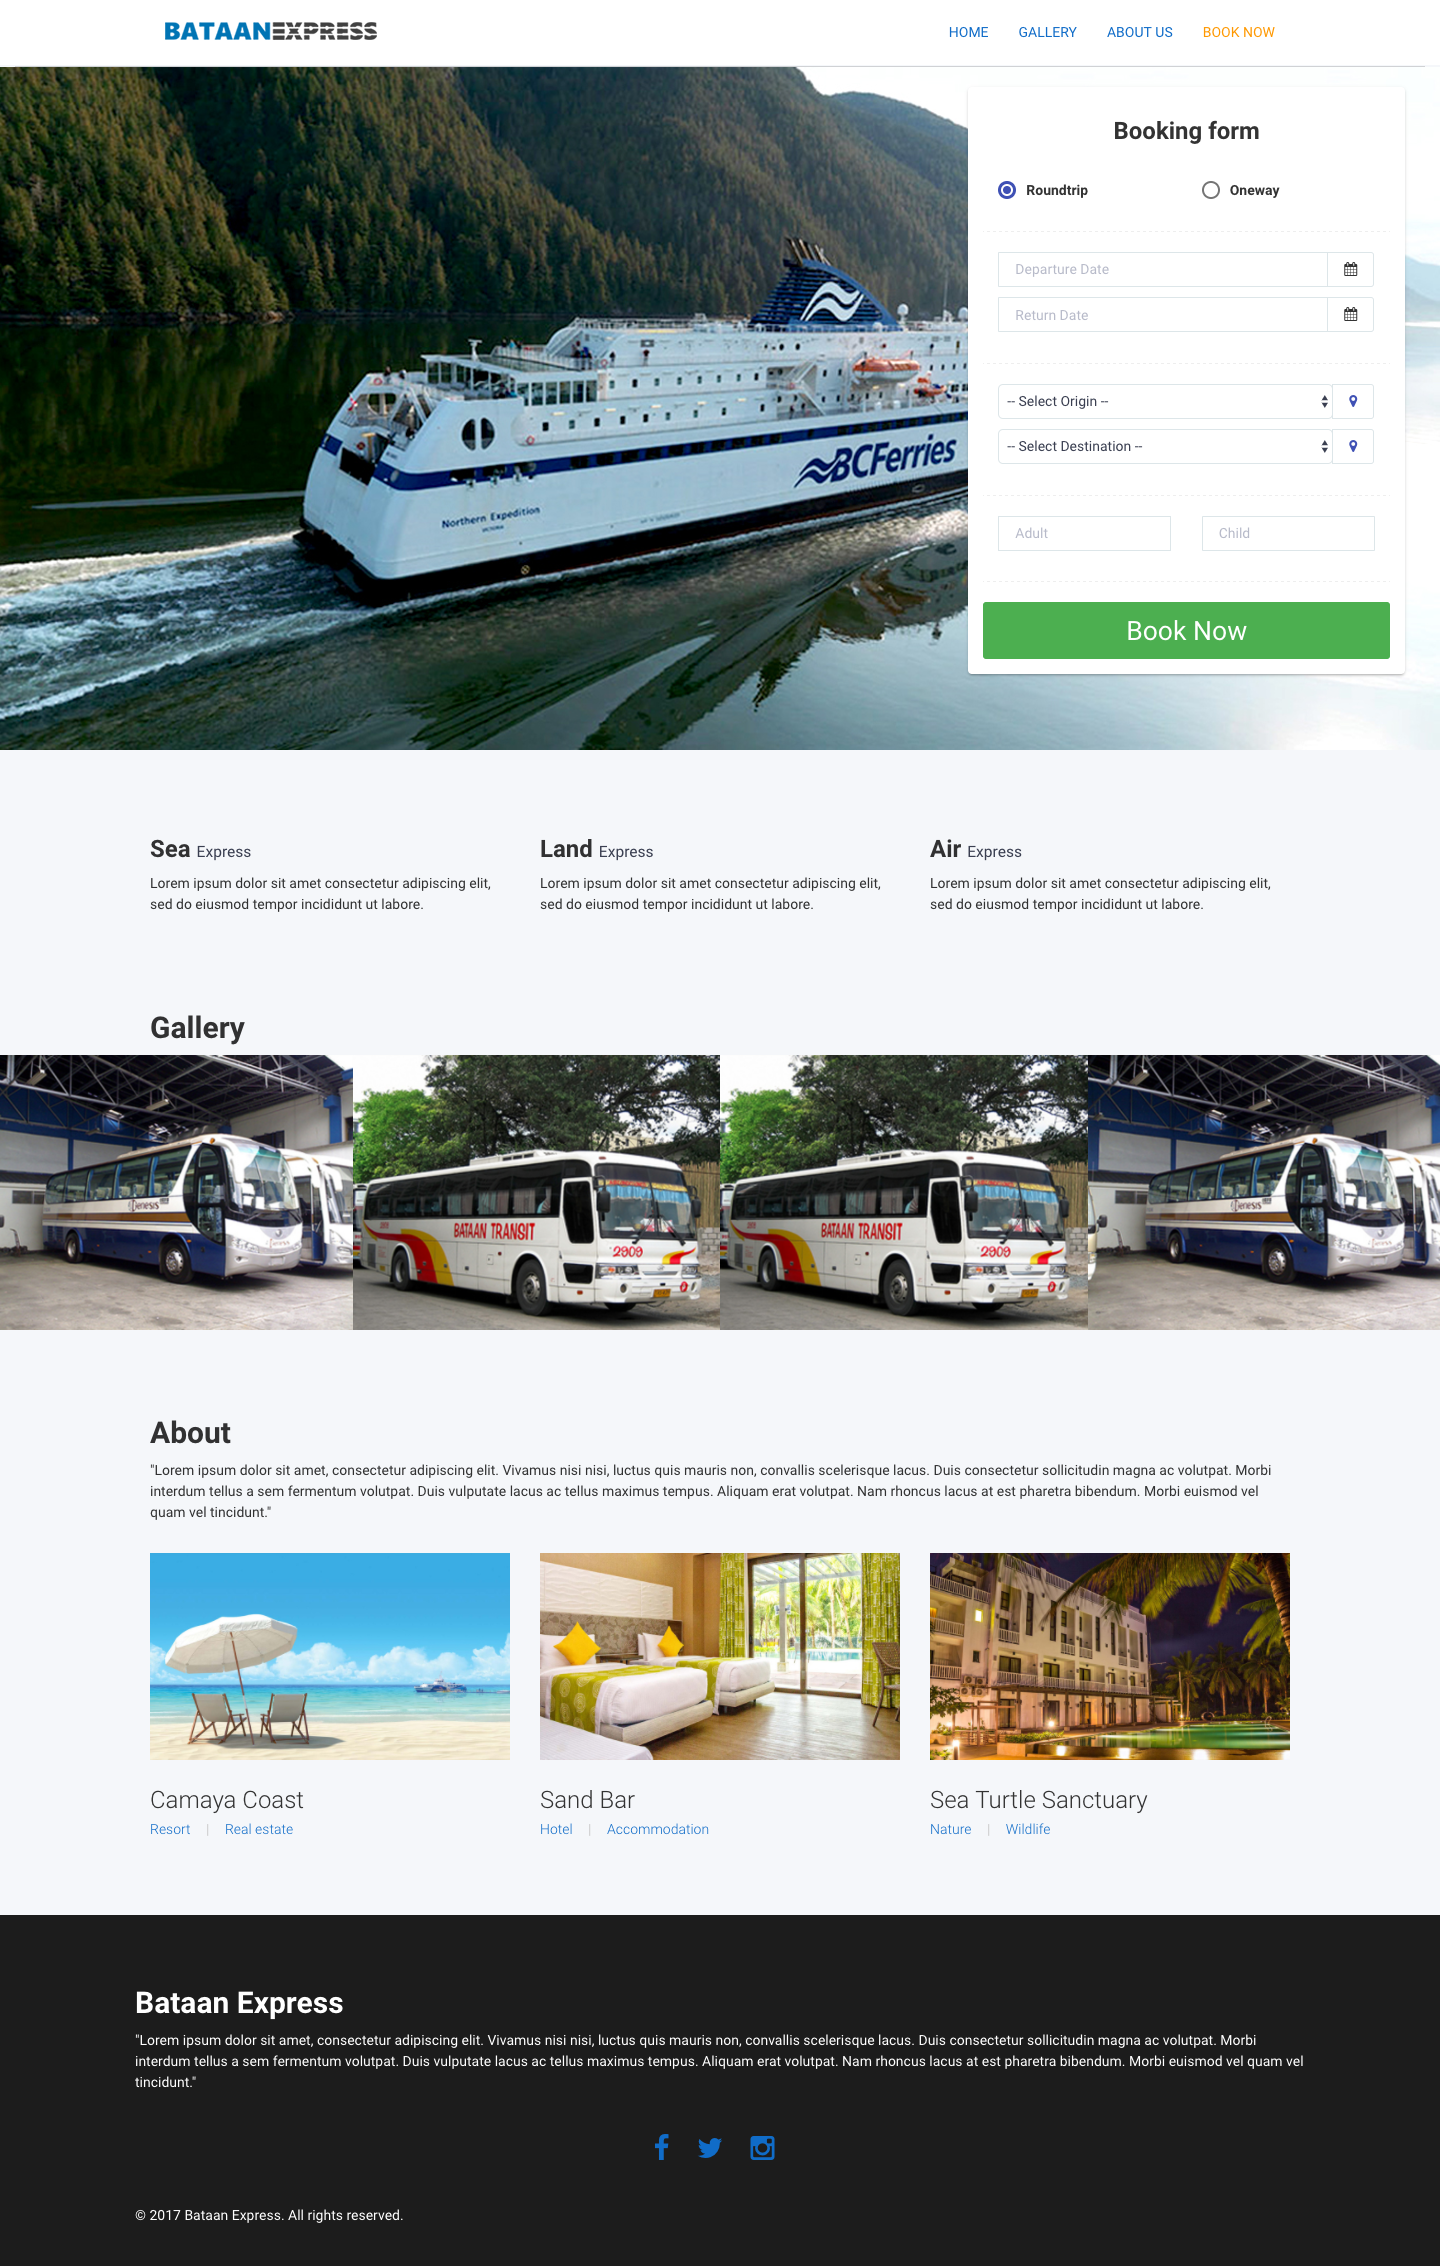 BATAANEXPRESS
HOME GALLERY ABOUT US BOOK NOW
Booking form
Roundtrip Oneway
Departure Date
Return Date
-- Select Origin --
-- Select Destination --
Adult Child
Book Now
BCFerries
Northern Expedition
VICTORIA
Sea Express
Lorem ipsum dolor sit amet consectetur adipiscing elit,
sed do eiusmod tempor incididunt ut labore.
Land Express
Lorem ipsum dolor sit amet consectetur adipiscing elit,
sed do eiusmod tempor incididunt ut labore.
Air Express
Lorem ipsum dolor sit amet consectetur adipiscing elit,
sed do eiusmod tempor incididunt ut labore.
Gallery
Genesis
BATAAN TRANSIT
2909
BATAAN TRANSIT
2909
Genesis
About
"Lorem ipsum dolor sit amet, consectetur adipiscing elit. Vivamus nisi nisi, luctus quis mauris non, convallis scelerisque lacus. Duis consectetur sollicitudin magna ac volutpat. Morbi
interdum tellus a sem fermentum volutpat. Duis vulputate lacus ac tellus maximus tempus. Aliquam erat volutpat. Nam rhoncus lacus at est pharetra bibendum. Morbi euismod vel
quam vel tincidunt."
Camaya Coast
Resort | Real estate
Sand Bar
Hotel | Accommodation
Sea Turtle Sanctuary
Nature | Wildlife
Bataan Express
"Lorem ipsum dolor sit amet, consectetur adipiscing elit. Vivamus nisi nisi, luctus quis mauris non, convallis scelerisque lacus. Duis consectetur sollicitudin magna ac volutpat. Morbi
interdum tellus a sem fermentum volutpat. Duis vulputate lacus ac tellus maximus tempus. Aliquam erat volutpat. Nam rhoncus lacus at est pharetra bibendum. Morbi euismod vel quam vel
tincidunt."
© 2017 Bataan Express. All rights reserved.